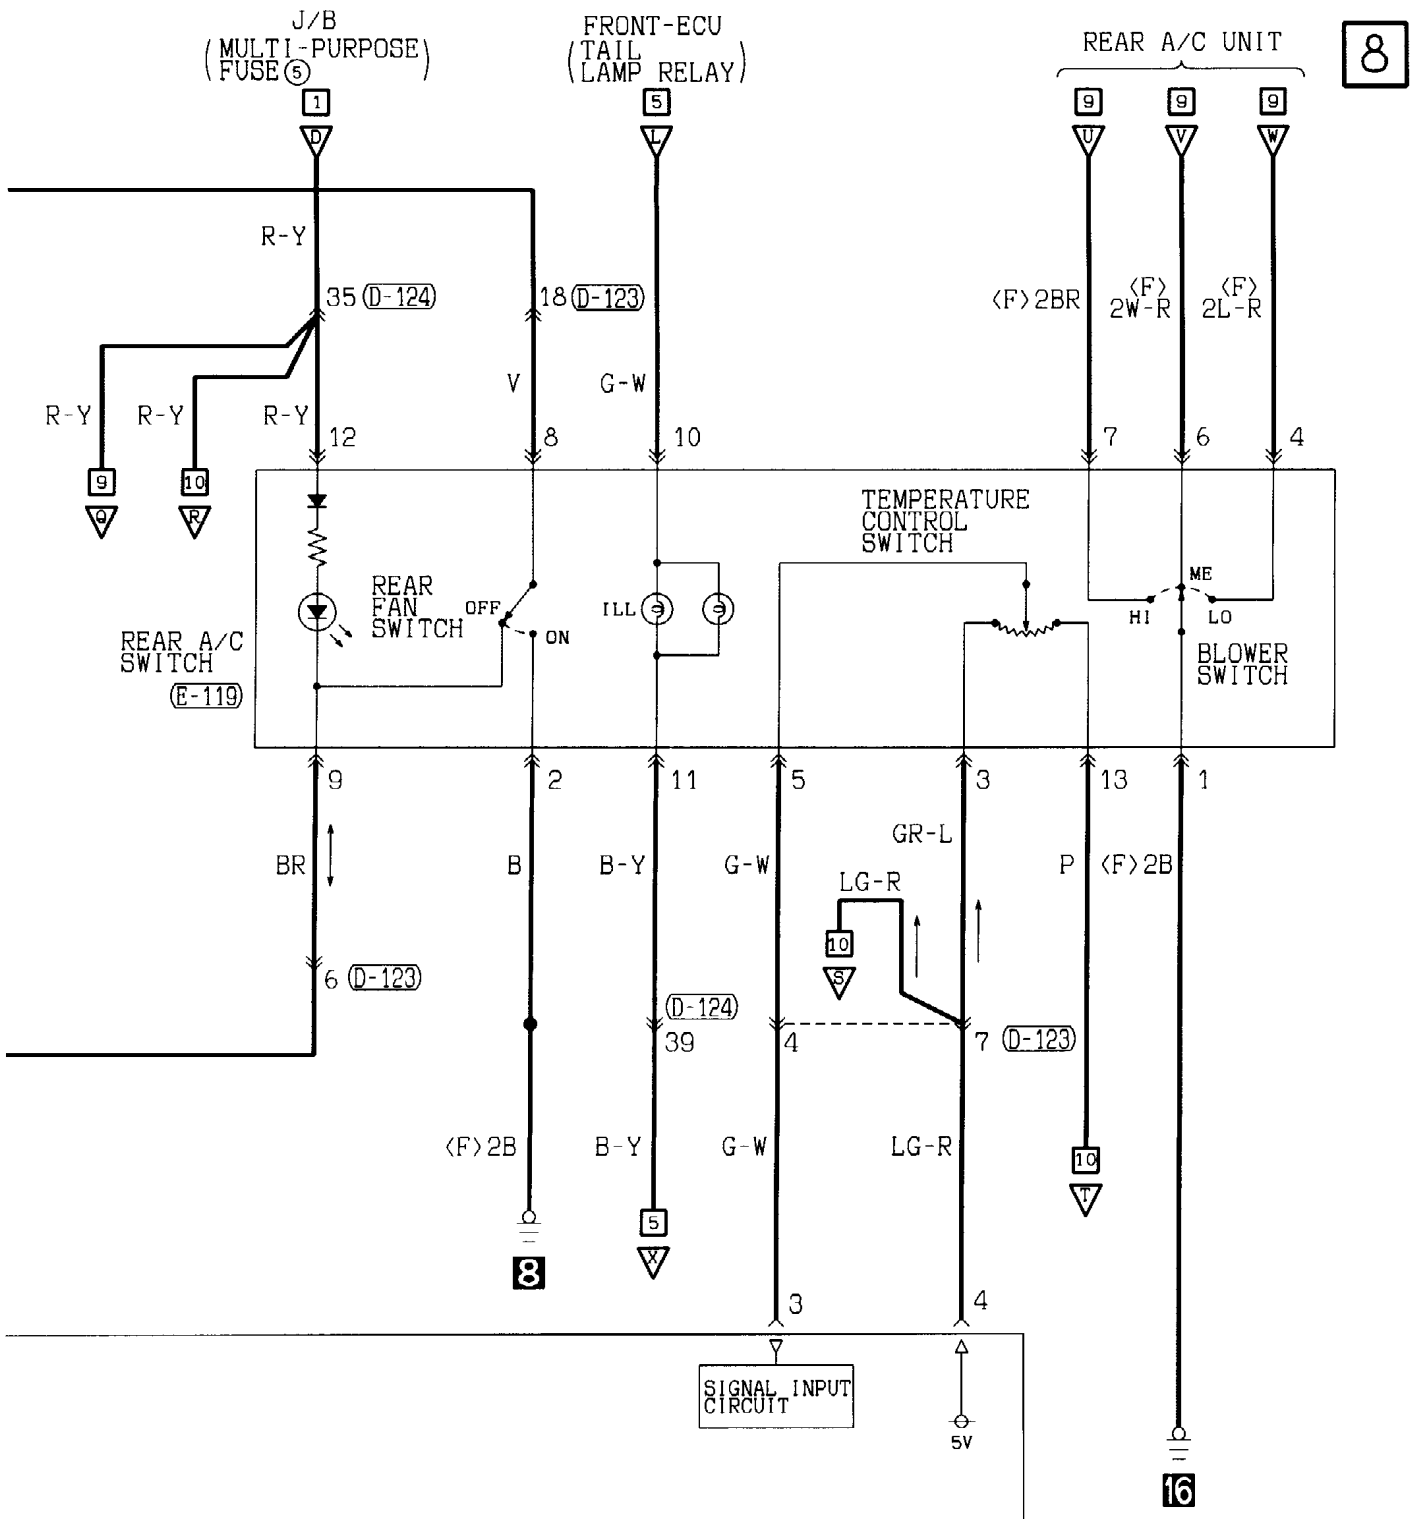 J/B
(MULTI-PURPOSE
FUSE⑤)
FRONT-ECU
(TAIL
LAMP RELAY)
REAR A/C UNIT
8
1
5
9
9
9
D
L
U
V
W
R-Y
35 (D-124)
18 (D-123)
<F>2BR
<F>
2W-R
<F>
2L-R
V
G-W
R-Y
R-Y
R-Y
12
8
10
7
6
4
9
10
Q
R
TEMPERATURE
CONTROL
SWITCH
REAR
FAN
SWITCH
OFF
ON
ILL
ME
HI
LO
REAR A/C
SWITCH
(E-119)
BLOWER
SWITCH
9
2
11
5
3
13
1
GR-L
BR
B
B-Y
G-W
LG-R
P
<F>2B
10
S
6 (D-123)
(D-124)
39
4
7 (D-123)
<F>2B
B-Y
G-W
LG-R
10
T
5
X
8
3
4
SIGNAL INPUT
CIRCUIT
5V
16